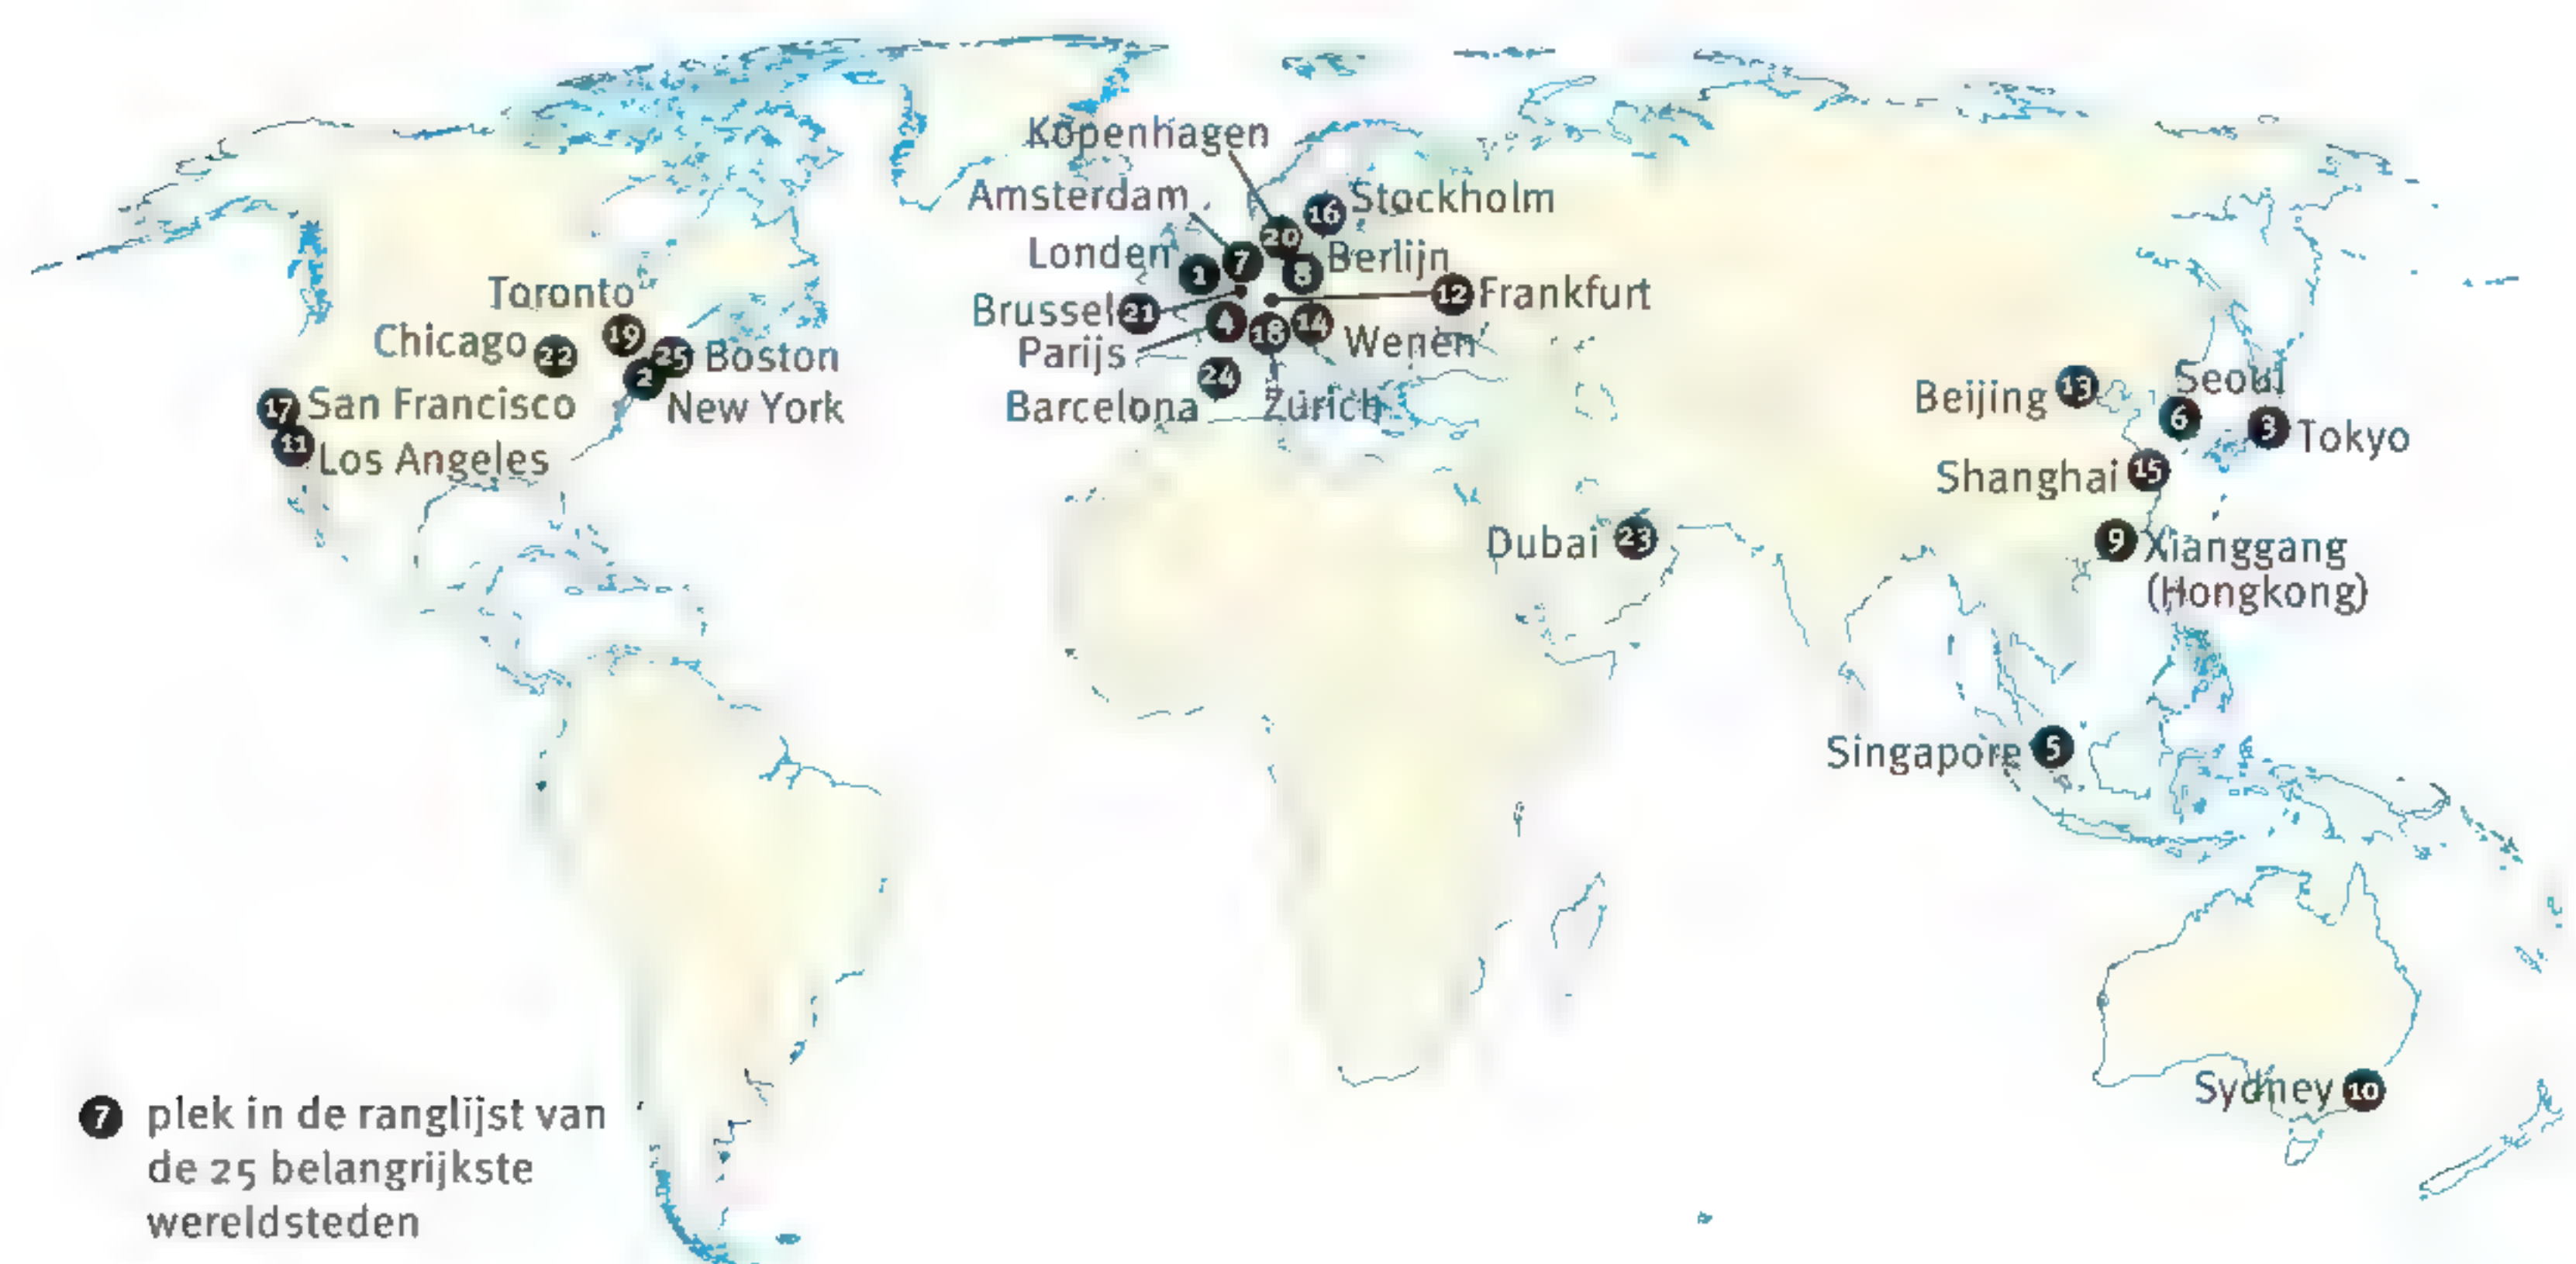 Kopenhagen
Amsterdam
16 Stockholm
20
Londen 1 7 8 Berlijn
Brussel 21 12 Frankfurt
Parijs 4 18 14 Wenen
Barcelona 24 Zürich
Toronto 19
Chicago 22
25 Boston
2 New York
17 San Francisco
11 Los Angeles
Beijing 13
Seoul 6
3 Tokyo
Shanghai 15
Dubai 23
9 Xianggang
(Hongkong)
Singapore 5
Sydney 10
7 plek in de ranglijst van
de 25 belangrijkste
wereldsteden